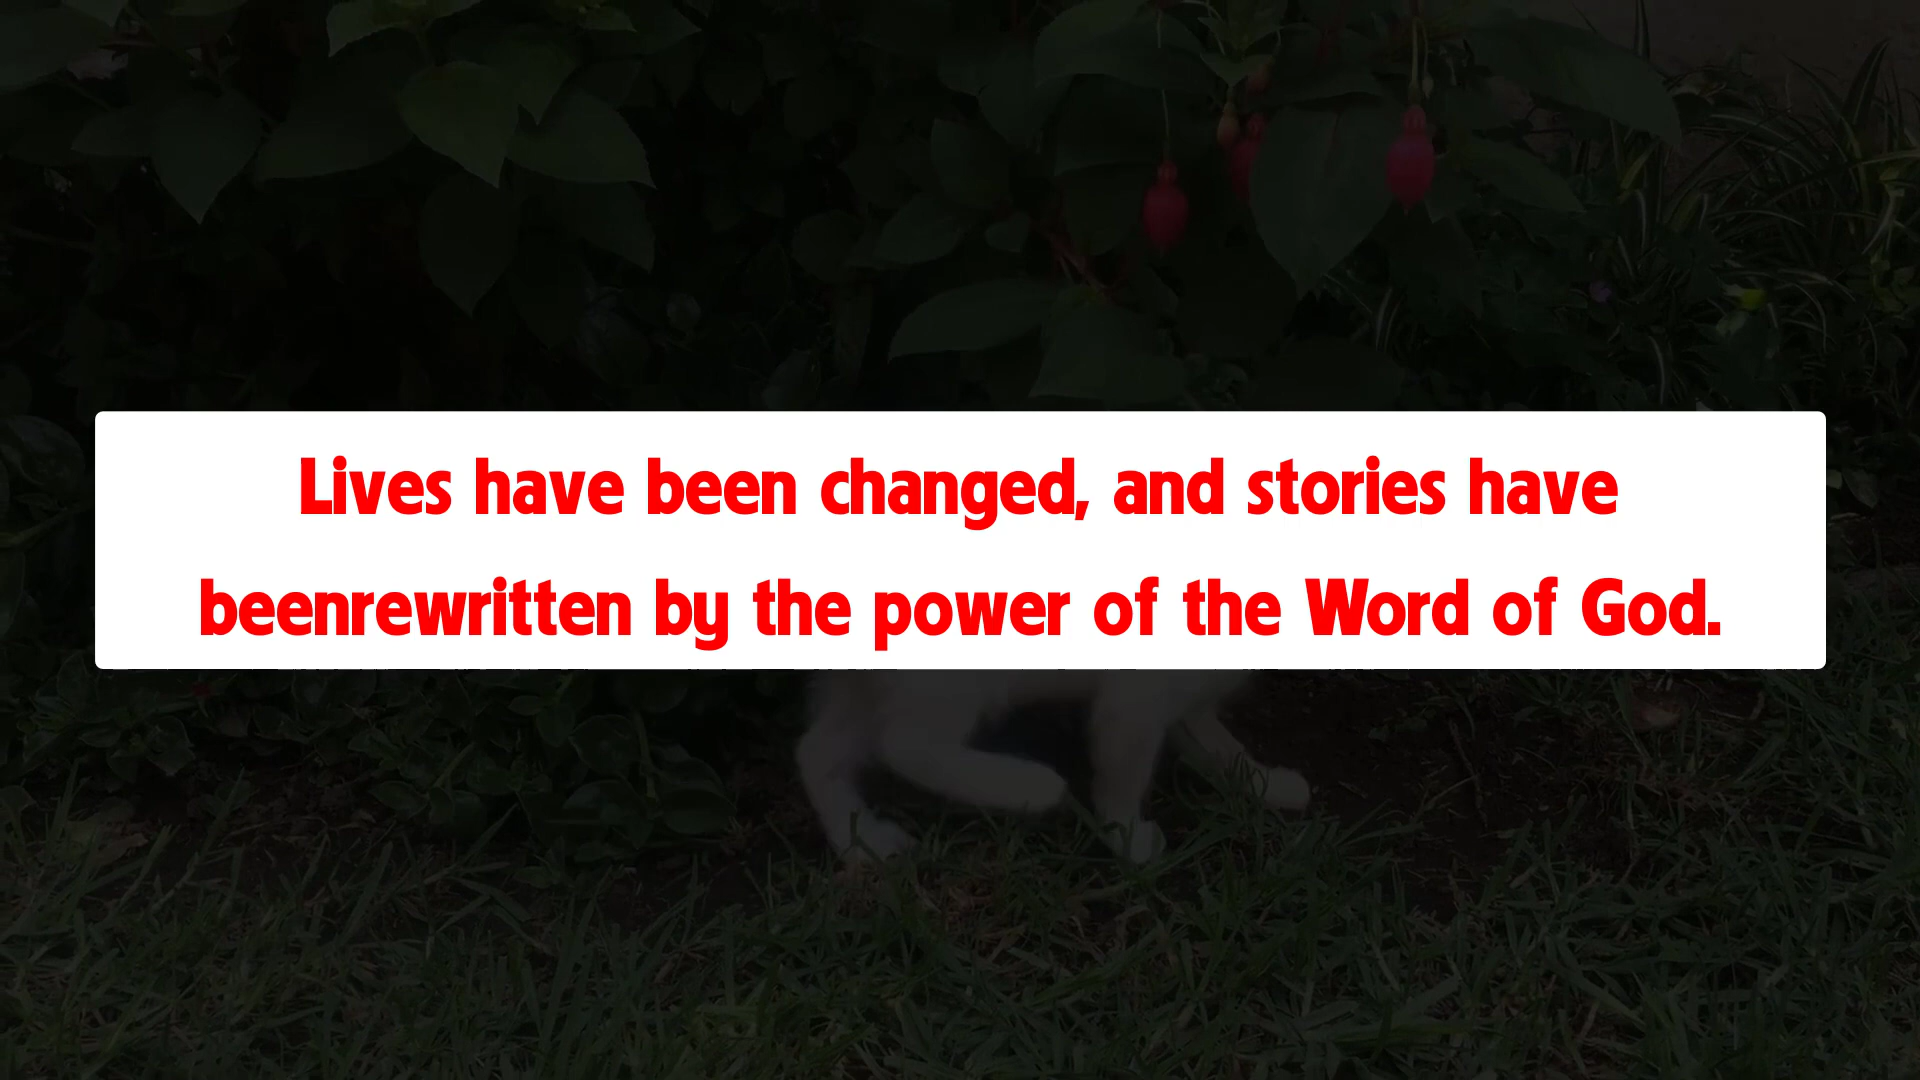 Lives have been changed, and stories have
beenrewritten by the power of the Word of God.